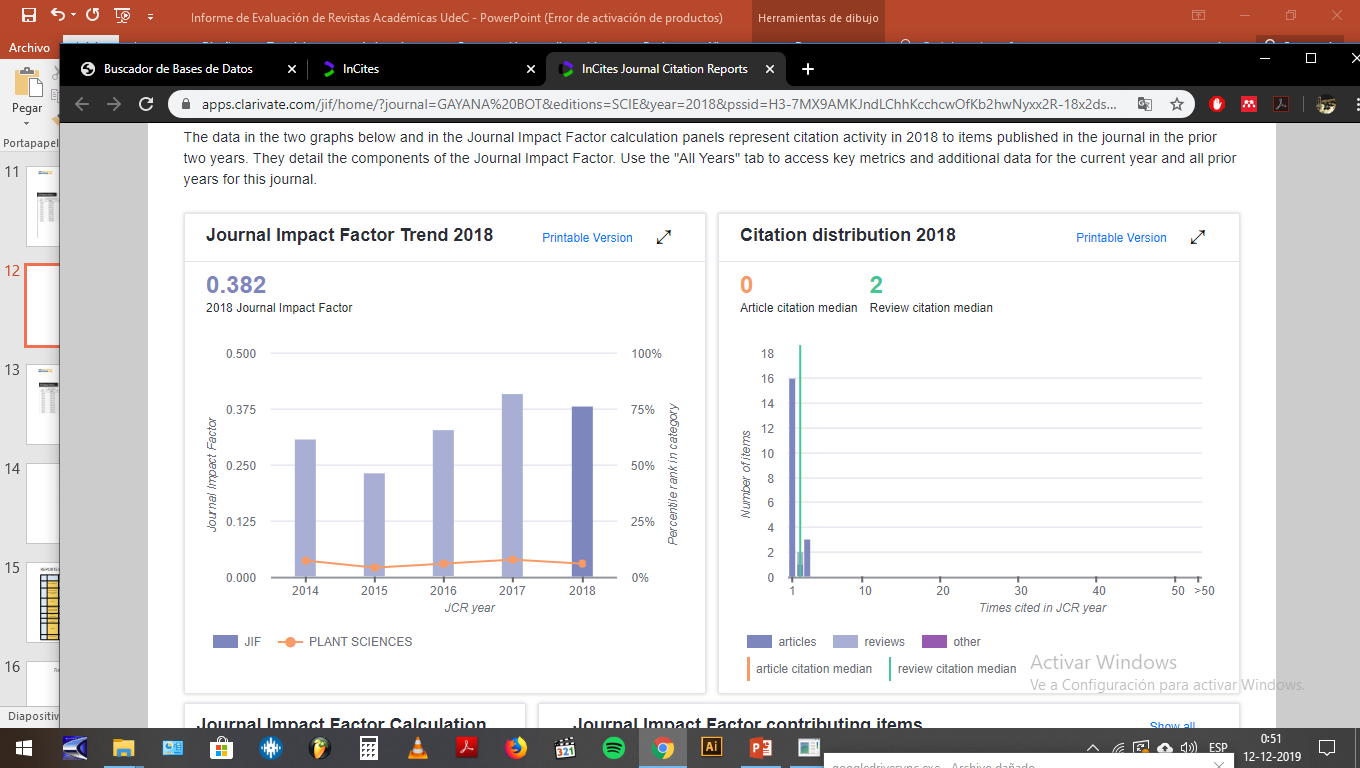 Informe de Evaluación de Revistas Académicas UdeC - PowerPoint (Error de activación de productos)
Herramientas de dibujo
Archivo
Buscador de Bases de Datos
InCites
InCites Journal Citation Reports
apps.clarivate.com/jif/home/?journal=GAYANA%20BOT&editions=SCIE&year=2018&pssid=H3-7MX9AMKJndLChhKcchcwOfKb2hwNyxx2R-18x2ds...
Pegar
Portapapel
11
12
13
14
15
16
Diapositiv
The data in the two graphs below and in the Journal Impact Factor calculation panels represent citation activity in 2018 to items published in the journal in the prior
two years. They detail the components of the Journal Impact Factor. Use the "All Years" tab to access key metrics and additional data for the current year and all prior
years for this journal.
Journal Impact Factor Trend 2018
Printable Version
0.382
2018 Journal Impact Factor
0.500
0.375
0.250
0.125
0.000
100%
75%
50%
25%
0%
Journal Impact Factor
Percentile rank in category
2014 2015 2016 2017 2018
JCR year
JIF
PLANT SCIENCES
Citation distribution 2018
Printable Version
0
Article citation median
2
Review citation median
18
16
14
12
10
8
6
4
2
0
Number of items
1 10 20 30 40 50 >50
Times cited in JCR year
articles
reviews
other
article citation median
review citation median
Activar Windows
Ve a Configuración para activar Windows.
Journal Impact Factor Calculation
Journal Impact Factor contributing items
Show all
321
Ai
ESP
0:51
12-12-2019
googledrivesync.exe - Archivo dañado